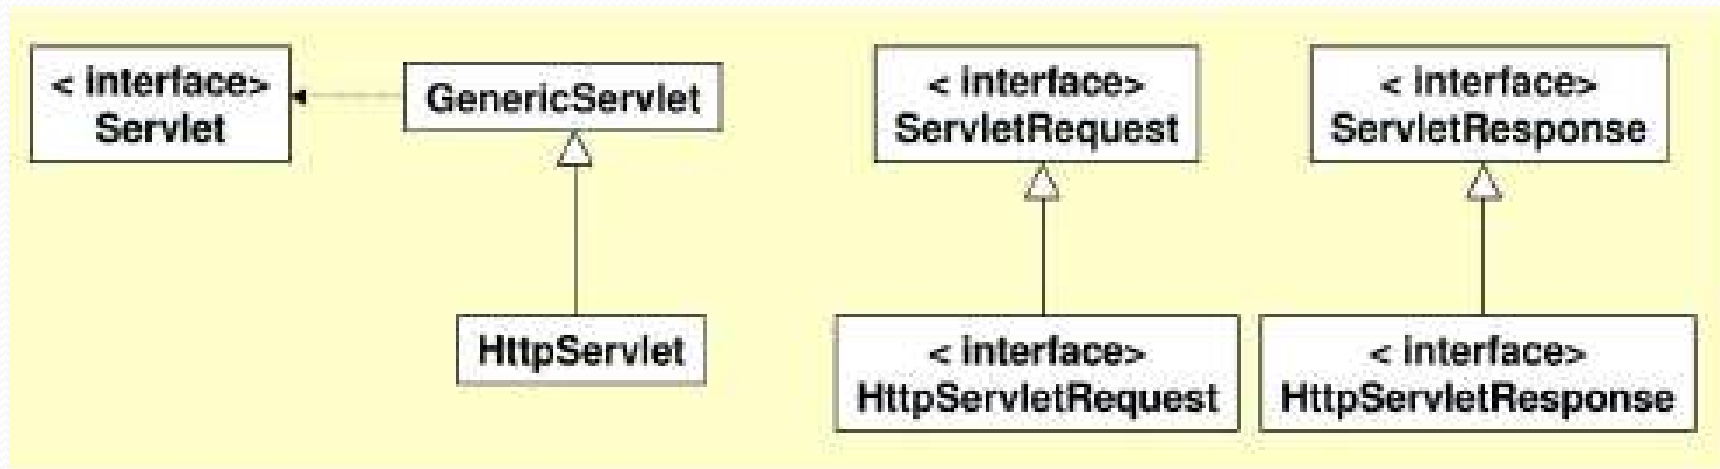 < interface>
Servlet
GenericServlet
< interface>
ServletRequest
< interface>
ServletResponse
HttpServlet
< interface>
HttpServletRequest
< interface>
HttpServletResponse